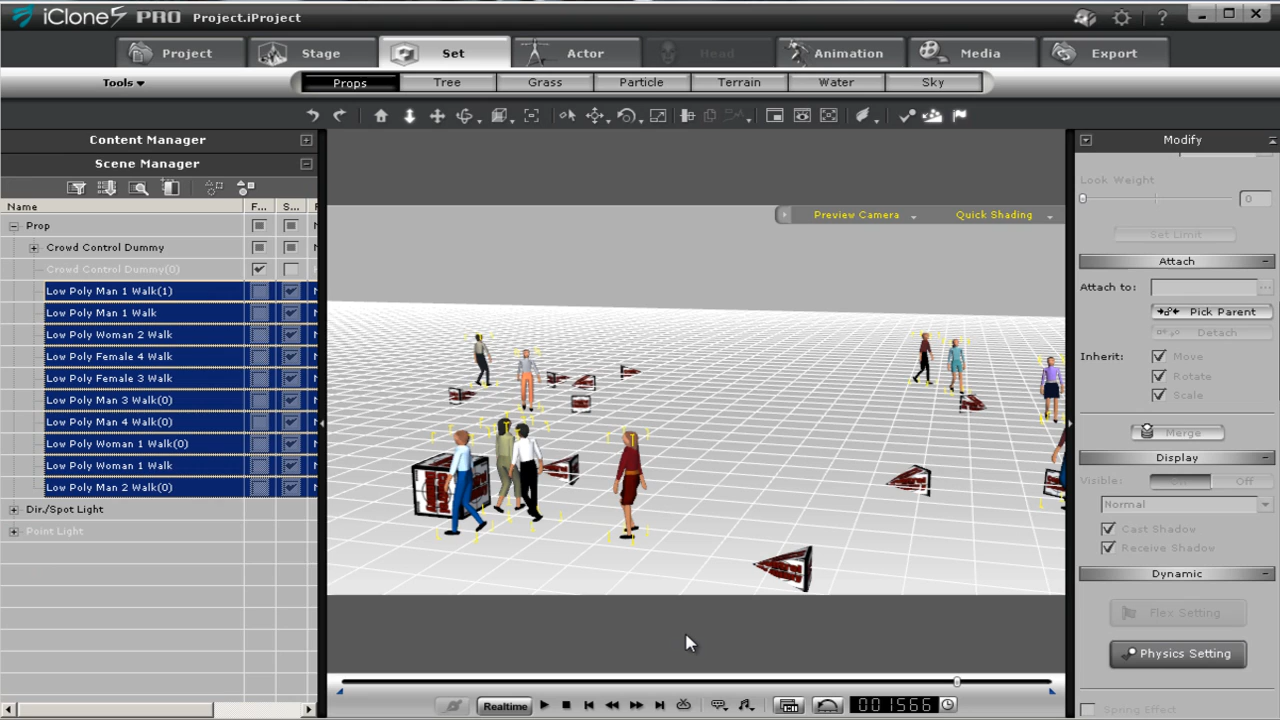 iClone5 PRO Project.iProject
Project Stage Set Actor Head Animation Media Export
Tools
Props Tree Grass Particle Terrain Water Sky
Content Manager
Scene Manager
Name F... S...
Prop
Crowd Control Dummy
Crowd Control Dummy(0)
Low Poly Man 1 Walk(1)
Low Poly Man 1 Walk
Low Poly Woman 2 Walk
Low Poly Female 4 Walk
Low Poly Female 3 Walk
Low Poly Man 3 Walk(0)
Low Poly Man 4 Walk(0)
Low Poly Woman 1 Walk(0)
Low Poly Woman 1 Walk
Low Poly Man 2 Walk(0)
Dir./Spot Light
Point Light
Preview Camera Quick Shading
Realtime 001566
Modify
Look Weight
0
Set Limit
Attach
Attach to:
Pick Parent
Detach
Inherit: Move
Rotate
Scale
Merge
Display
Visible: On Off
Normal
Cast Shadow
Receive Shadow
Dynamic
Flex Setting
Physics Setting
Spring Effect